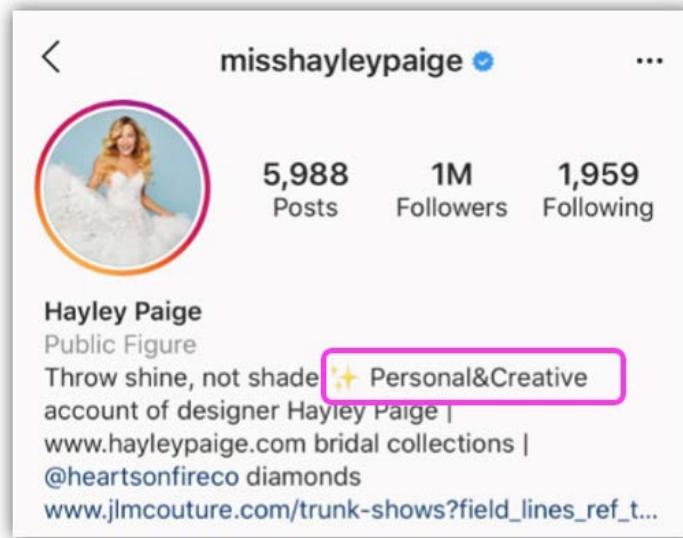 misshayleypaige
5,988 1M 1,959
Posts Followers Following
Hayley Paige
Public Figure
Throw shine, not shade ✨ Personal&Creative
account of designer Hayley Paige |
www.hayleypaige.com bridal collections |
@heartsonfireco diamonds
www.jlmcouture.com/trunk-shows?field_lines_ref_t...